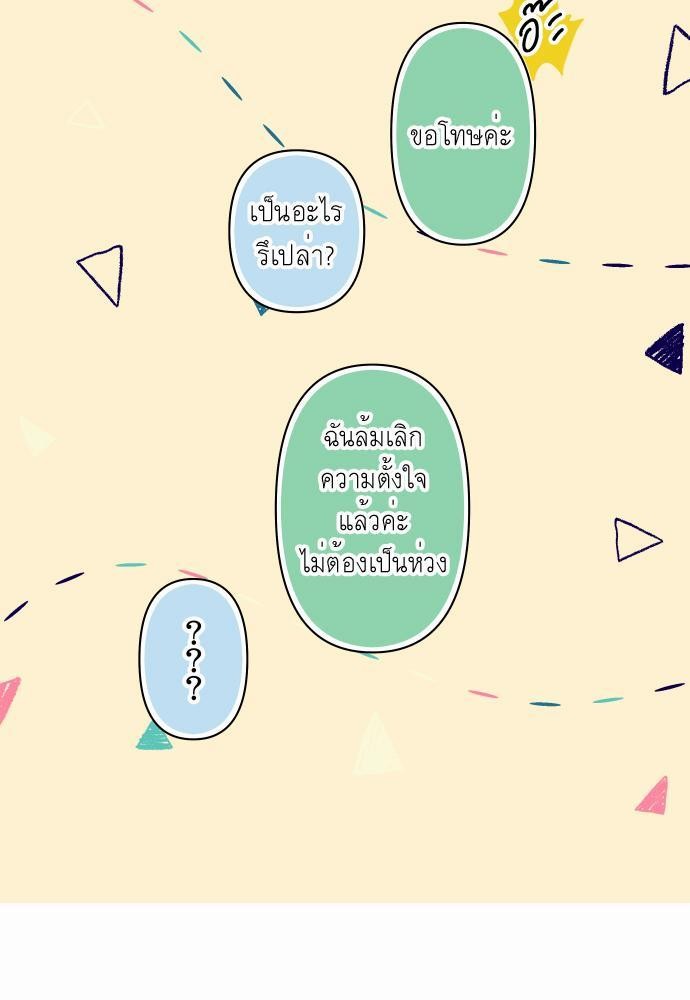 อ๊ะ
ขอโทษค่ะ
เป็นอะไร
รึเปล่า?
ฉันล้มเลิก
ความตั้งใจ
แล้วค่ะ
ไม่ต้องเป็นห่วง
?
?
?